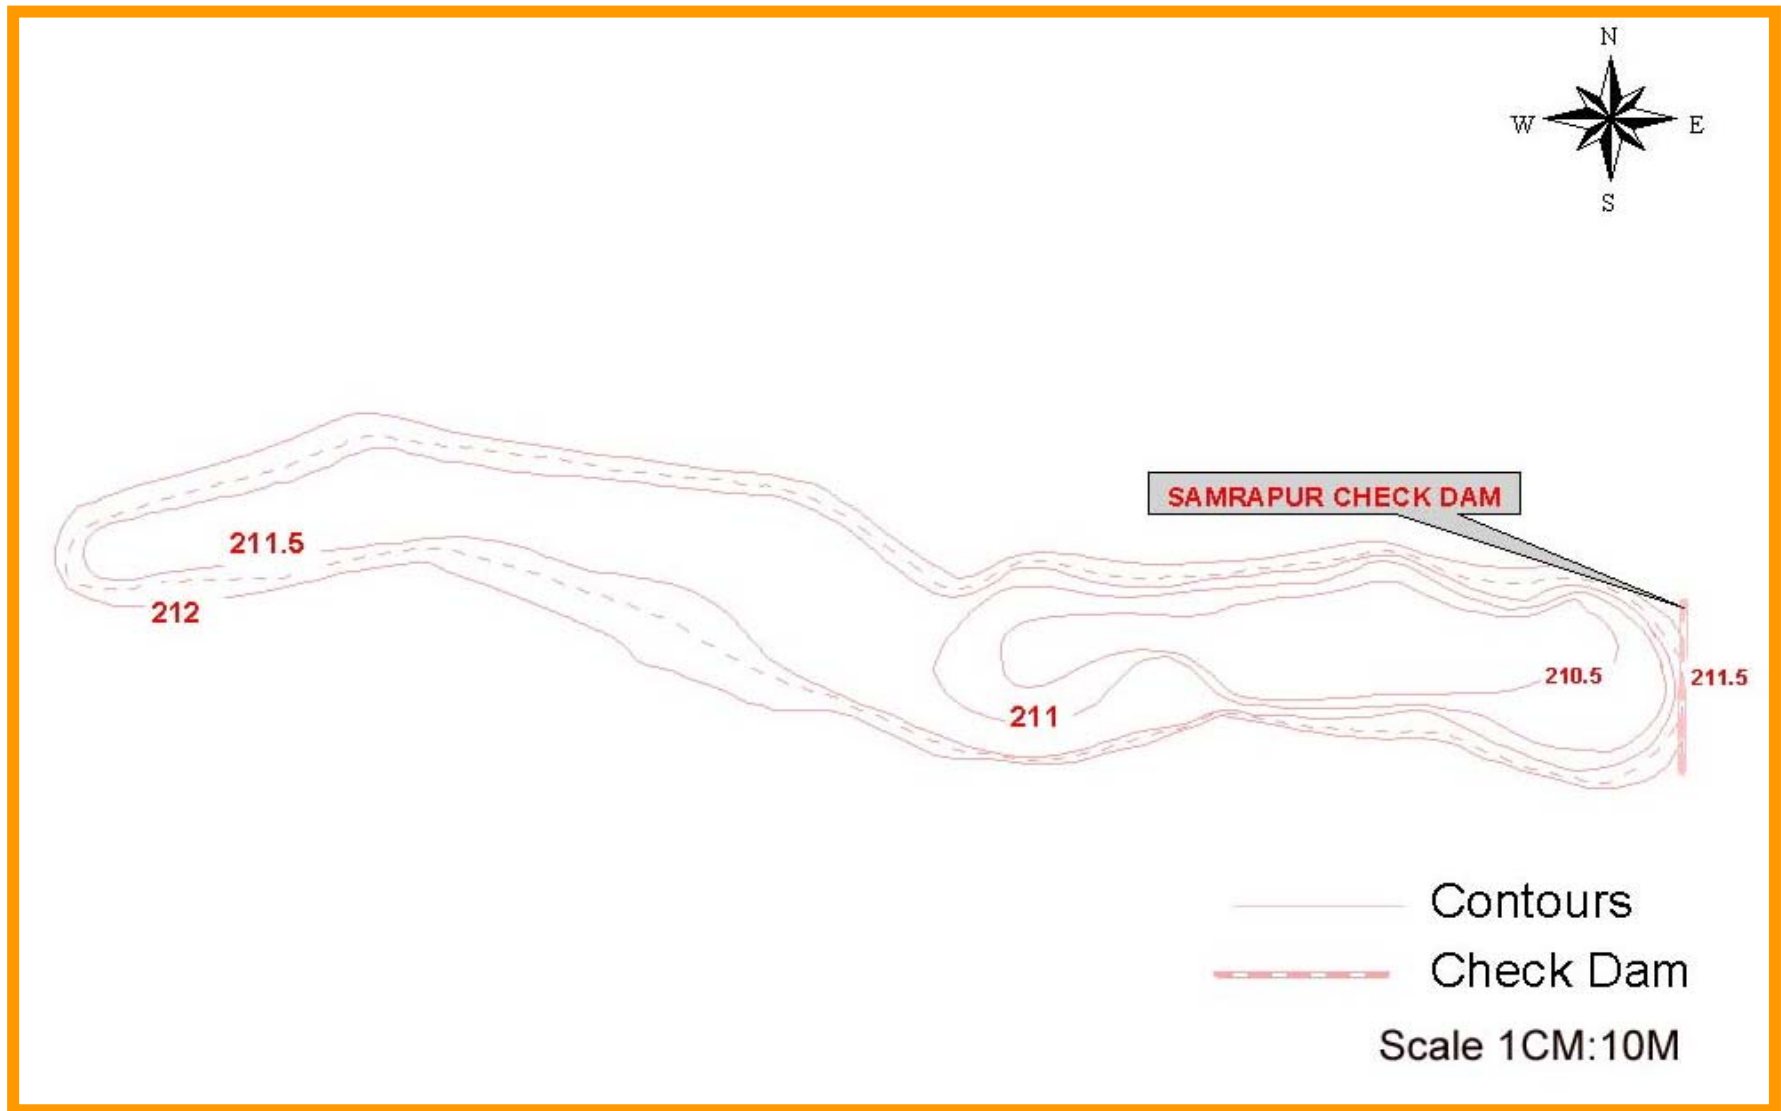 N
W
E
S
SAMRAPUR CHECK DAM
211.5
212
210.5
211.5
211
Contours
Check Dam
Scale 1CM:10M